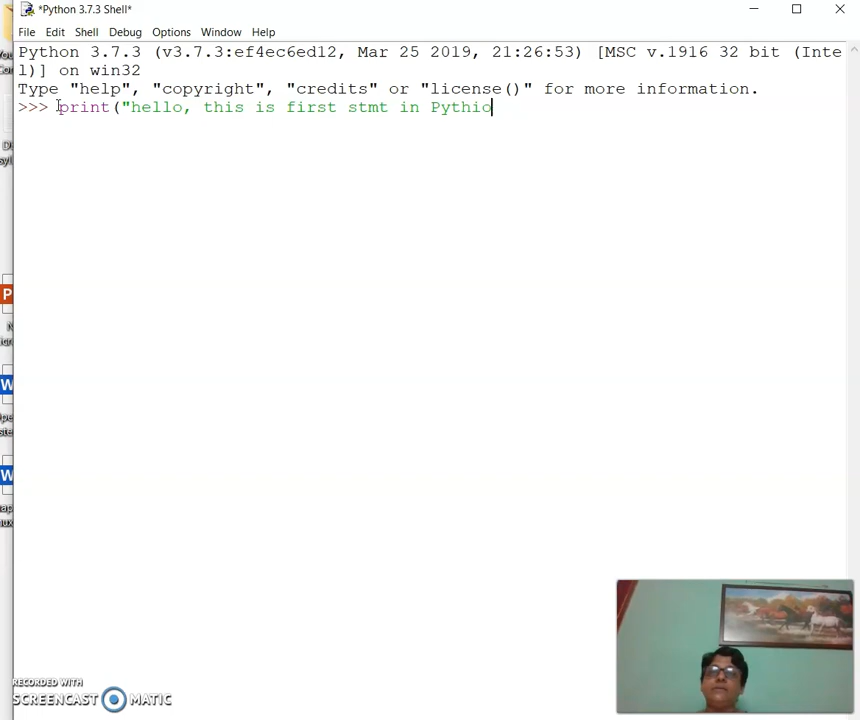 *Python 3.7.3 Shell*
File Edit Shell Debug Options Window Help
Python 3.7.3 (v3.7.3:ef4ec6ed12, Mar 25 2019, 21:26:53) [MSC v.1916 32 bit (Inte
l)] on win32
Type "help", "copyright", "credits" or "license()" for more information.
>>> print("hello, this is first stmt in Pythio
RECORDED WITH
SCREENCAST MATIC